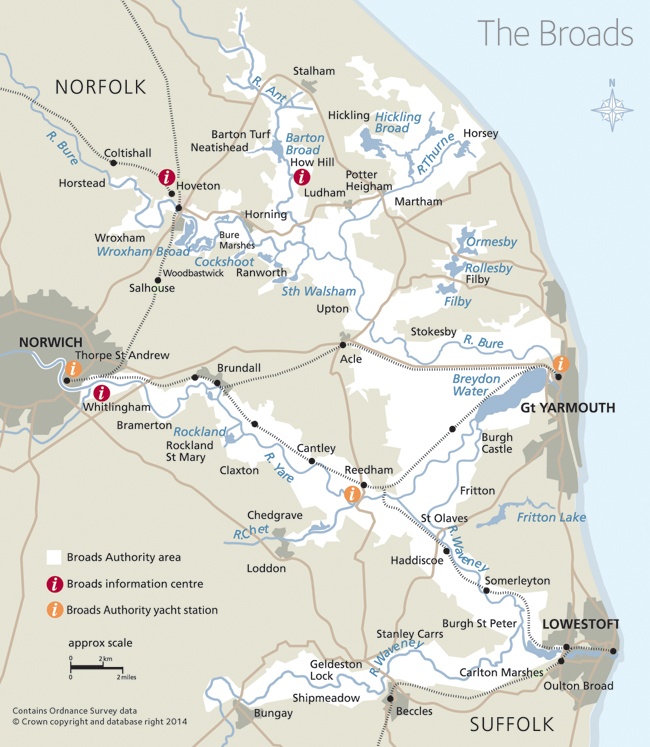 The Broads
N
NORFOLK
R. Ant
Stalham
Hickling
Hickling
Broad
Horsey
R.Thurne
Barton Turf
Neatishead
Barton
Broad
How Hill
R. Bure
Coltishall
Horstead
Hoveton
Ludham
Potter
Heigham
Martham
Horning
Wroxham
Wroxham Broad
Bure
Marshes
Cockshoot
Woodbastwick
Ranworth
Salhouse
Sth Walsham
Upton
Ormesby
Rollesby
Filby
Filby
Stokesby
R. Bure
NORWICH
Thorpe St Andrew
Brundall
Acle
Breydon
Water
Gt YARMOUTH
Whitlingham
Bramerton
Rockland
Rockland
St Mary
Claxton
R. Yare
Cantley
Reedham
Burgh
Castle
Fritton
Fritton Lake
Chedgrave
R.Chet
Loddon
St Olaves
R.Waveney
Haddiscoe
Somerleyton
Burgh St Peter
LOWESTOFT
Stanley Carrs
R.Waveney
Geldeston
Lock
Carlton Marshes
Oulton Broad
Shipmeadow
Bungay
Beccles
SUFFOLK
Broads Authority area
i Broads information centre
i Broads Authority yacht station
approx scale
0 2km
0 2miles
Contains Ordnance Survey data
© Crown copyright and database right 2014